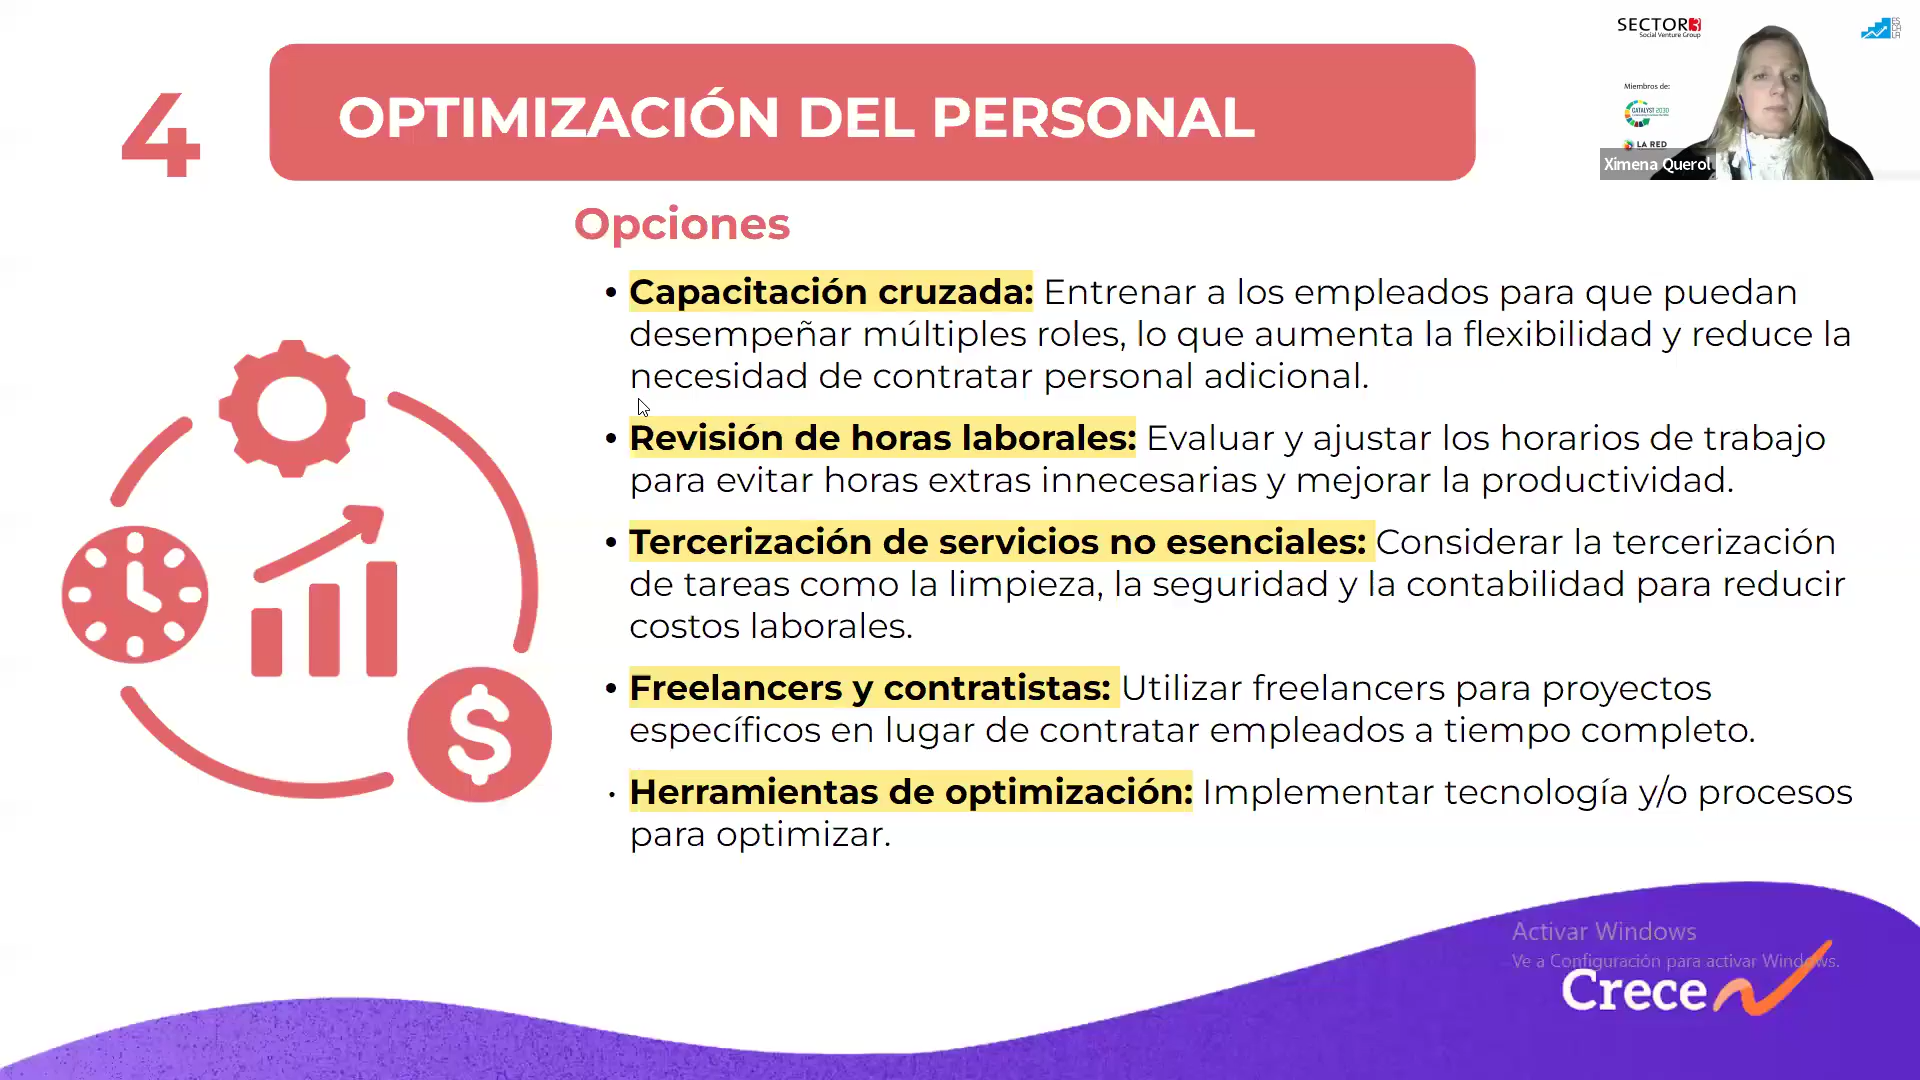 4
OPTIMIZACIÓN DEL PERSONAL
SECTOR3
Social Venture Group
ES
CA
LA
Miembros de:
CATALYST 2030
LA RED
Ximena Querol
Opciones
• Capacitación cruzada: Entrenar a los empleados para que puedan
desempeñar múltiples roles, lo que aumenta la flexibilidad y reduce la
necesidad de contratar personal adicional.
• Revisión de horas laborales: Evaluar y ajustar los horarios de trabajo
para evitar horas extras innecesarias y mejorar la productividad.
• Tercerización de servicios no esenciales: Considerar la tercerización
de tareas como la limpieza, la seguridad y la contabilidad para reducir
costos laborales.
• Freelancers y contratistas: Utilizar freelancers para proyectos
específicos en lugar de contratar empleados a tiempo completo.
• Herramientas de optimización: Implementar tecnología y/o procesos
para optimizar.
$
Activar Windows
Ve a Configuración para activar Windows.
Crece